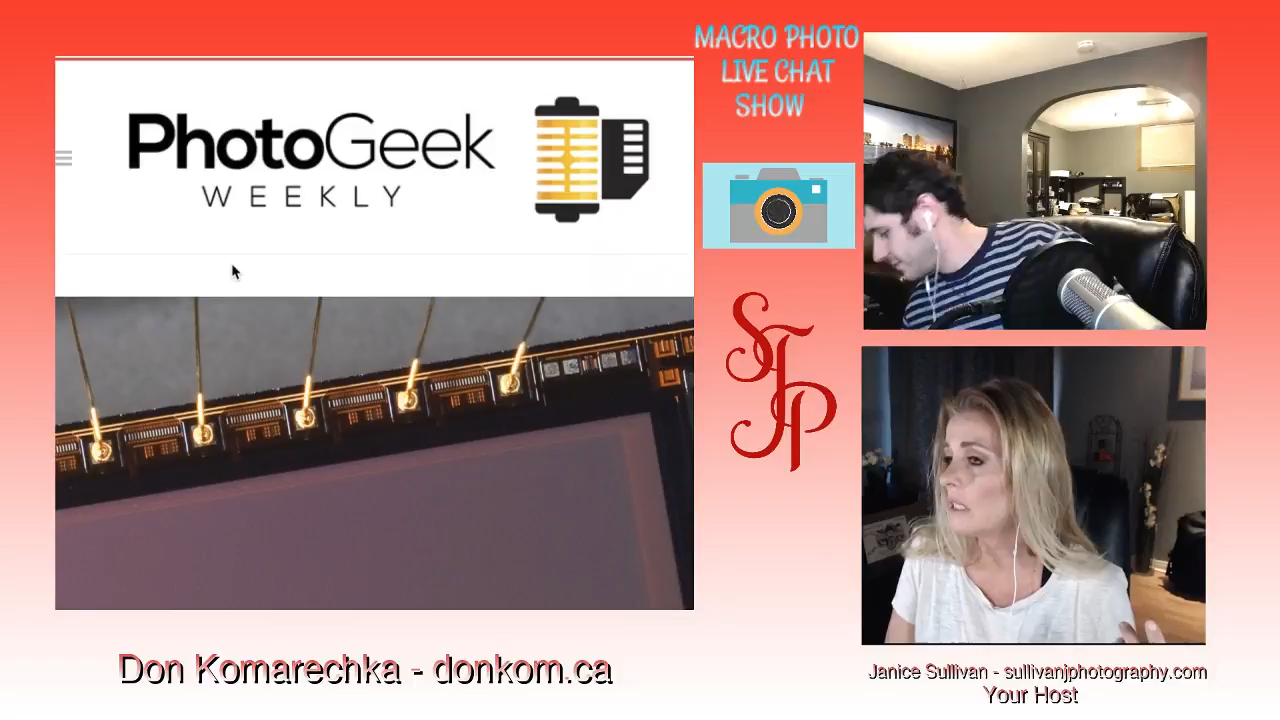 PhotoGeek
WEEKLY
MACRO PHOTO
LIVE CHAT
SHOW
SJP
Don Komarechka - donkom.ca
Janice Sullivan - sullivanjphotography.com
Your Host